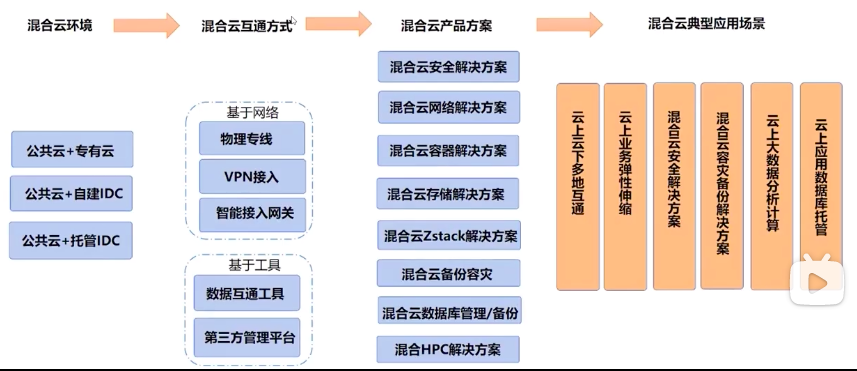 混合云环境
混合云互通方式
混合云产品方案
混合云典型应用场景
公共云+专有云
公共云+自建IDC
公共云+托管IDC
基于网络
物理专线
VPN接入
智能接入网关
基于工具
数据互通工具
第三方管理平台
混合云安全解决方案
混合云网络解决方案
混合云容器解决方案
混合云存储解决方案
混合云Zstack解决方案
混合云备份容灾
混合云数据库管理/备份
混合HPC解决方案
云上云下多地互通
云上业务弹性伸缩
混合云安全解决方案
混合云容灾备份解决方案
云上大数据分析计算
云上应用数据库托管